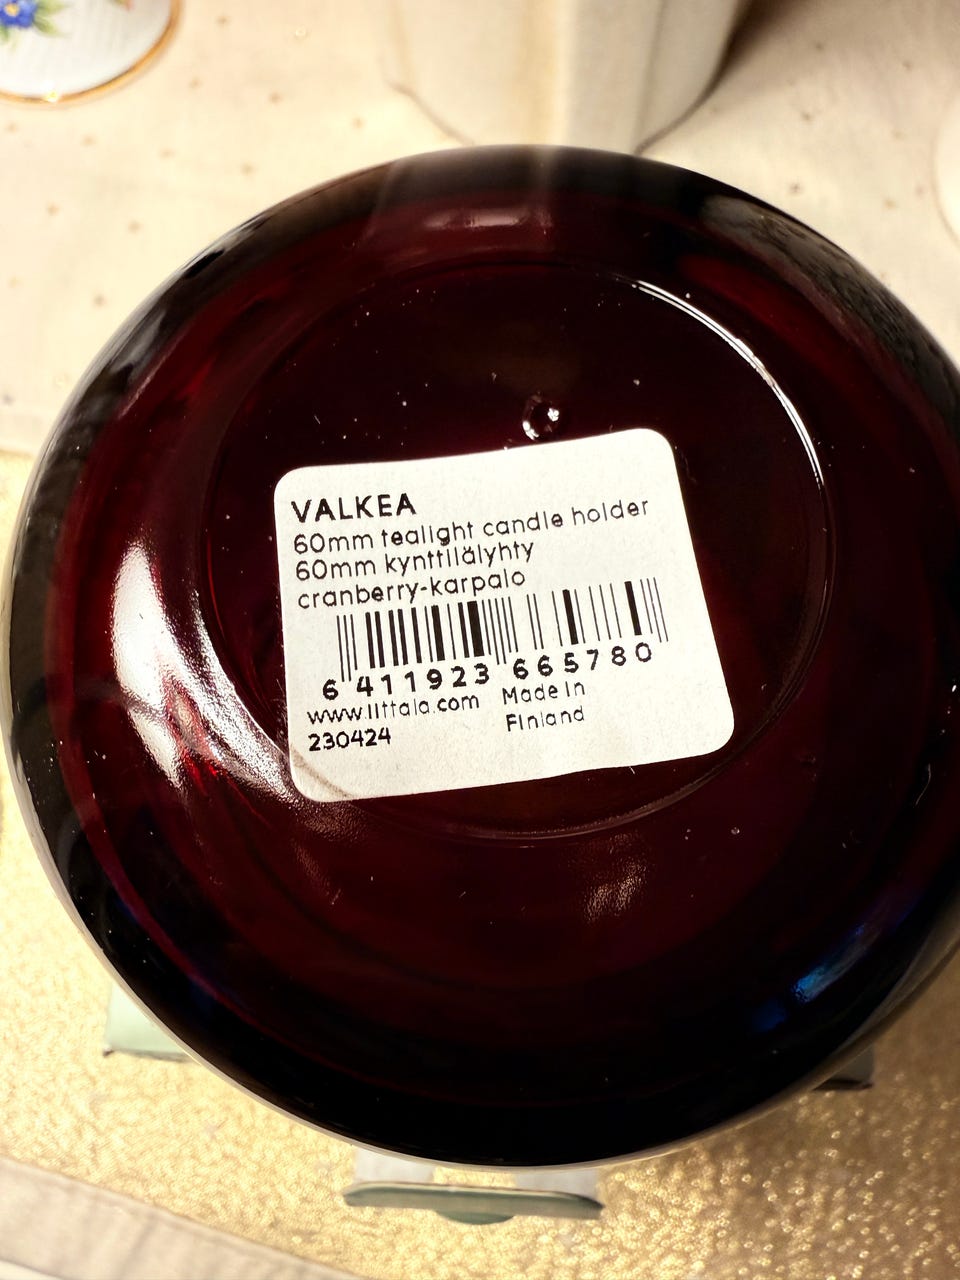 VALKEA
60mm tealight candle holder
60mm kynttilälyhty
cranberry-karpalo
6 411923 665780
www.iittala.com Made in
230424 Finland